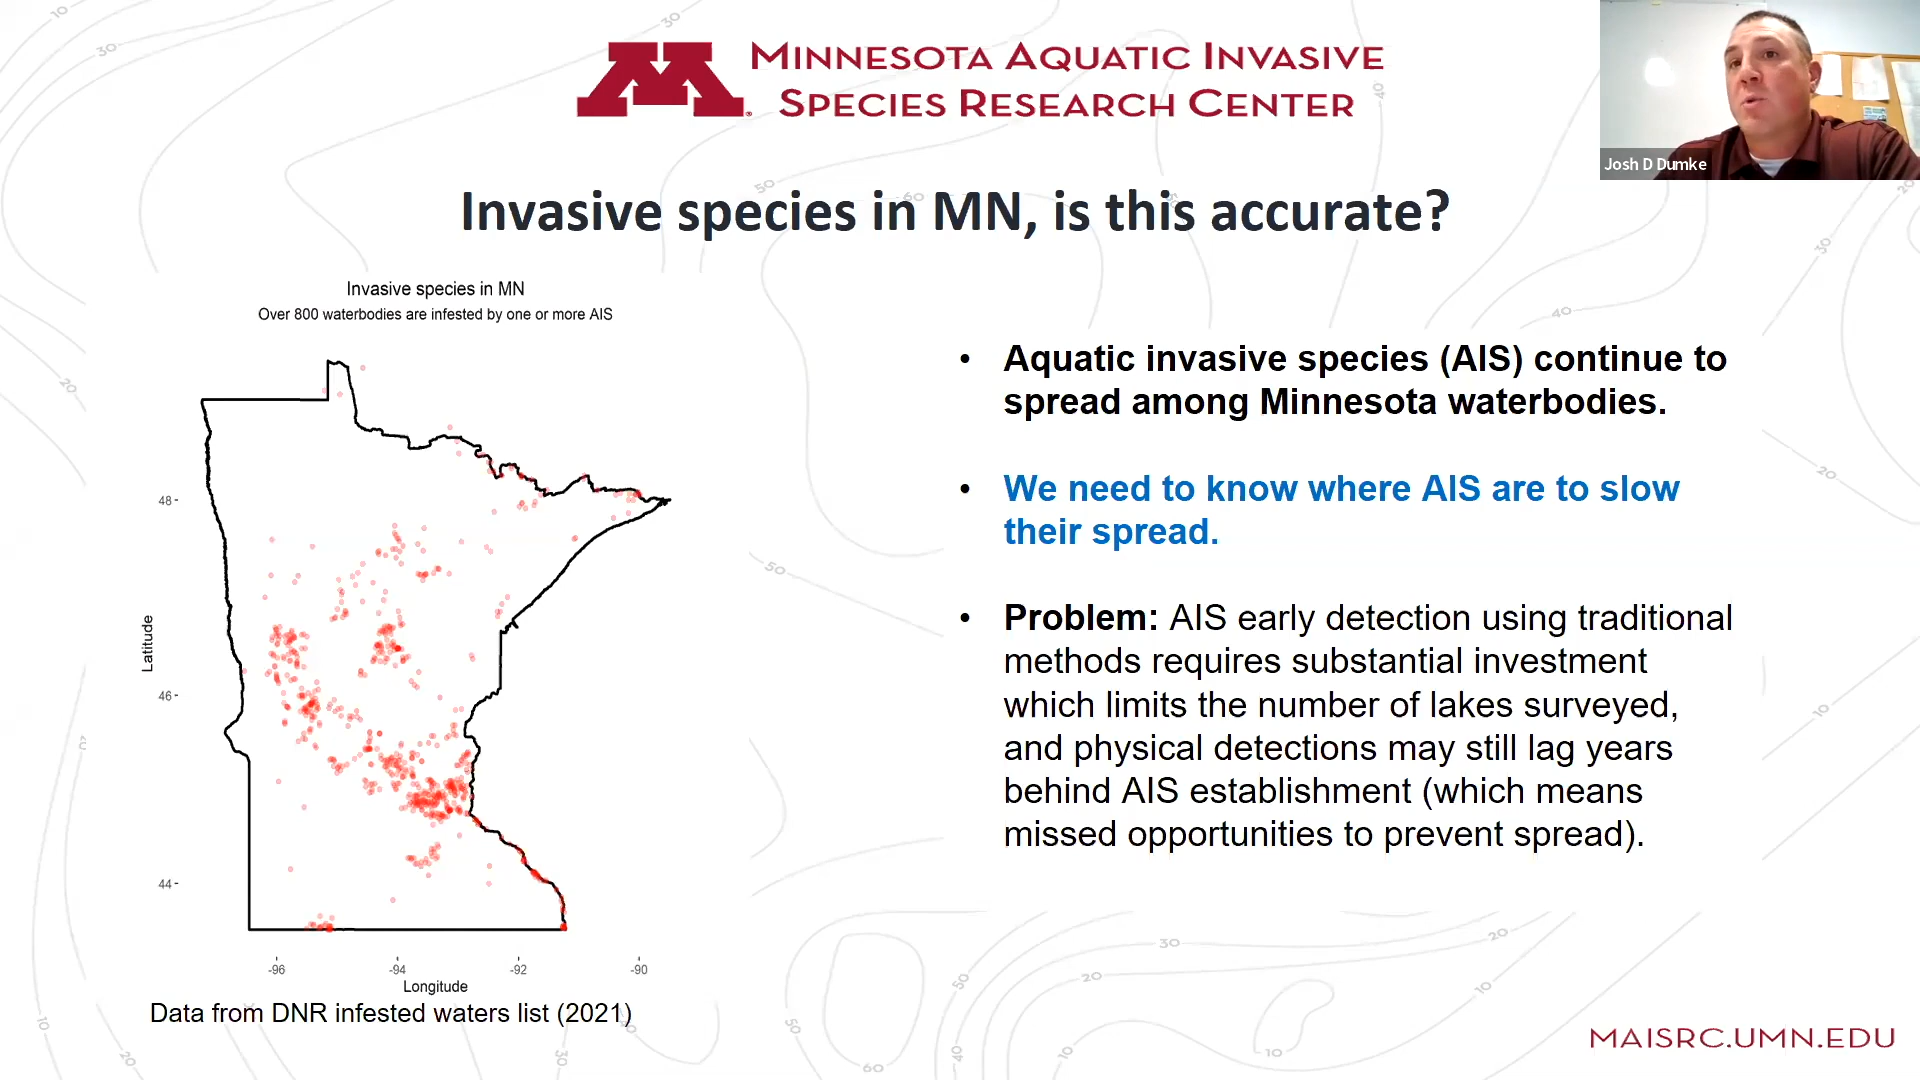 MINNESOTA AQUATIC INVASIVE
SPECIES RESEARCH CENTER
Josh D Dumke
Invasive species in MN, is this accurate?
Invasive species in MN
Over 800 waterbodies are infested by one or more AIS
48
46
44
Latitude
-96
-94
-92
-90
Longitude
Data from DNR infested waters list (2021)
• Aquatic invasive species (AIS) continue to
spread among Minnesota waterbodies.
• We need to know where AIS are to slow
their spread.
• Problem: AIS early detection using traditional
methods requires substantial investment
which limits the number of lakes surveyed,
and physical detections may still lag years
behind AIS establishment (which means
missed opportunities to prevent spread).
MAISRC.UMN.EDU